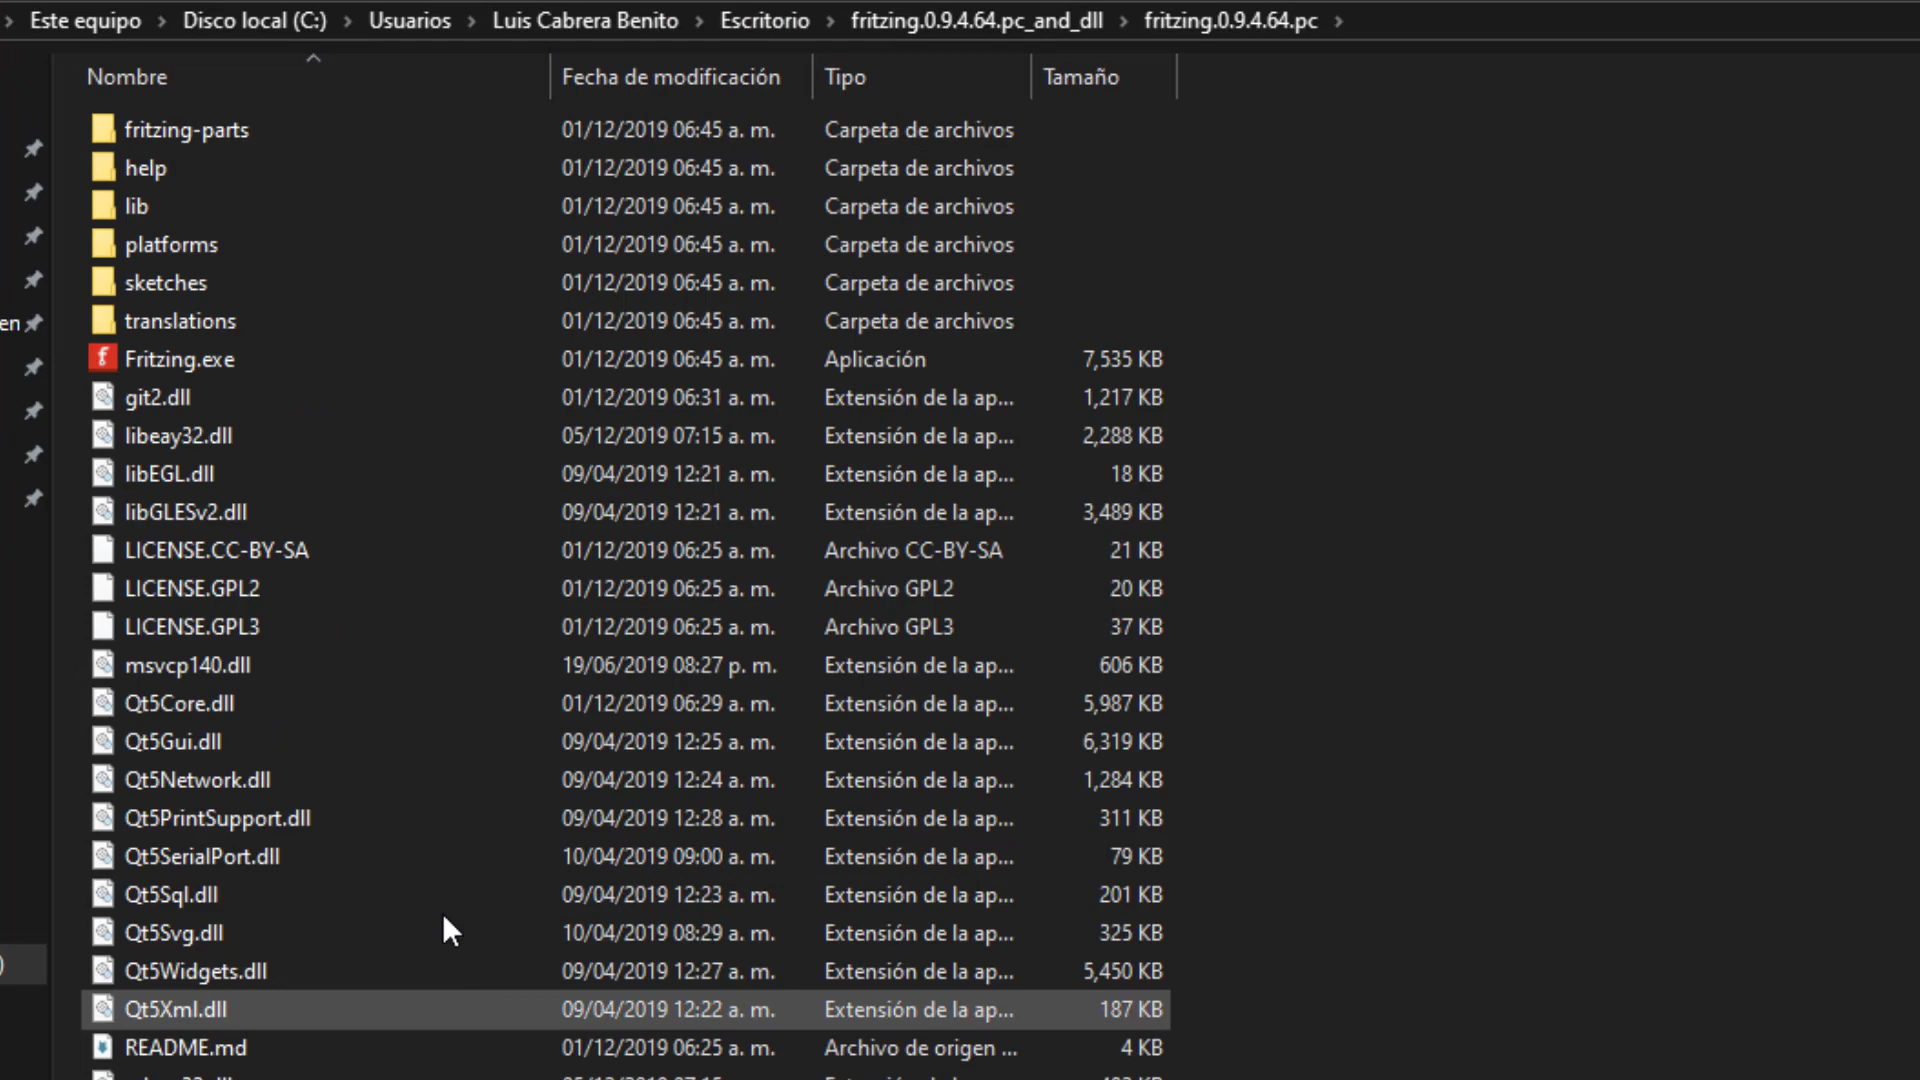 Este equipo > Disco local (C:) > Usuarios > Luis Cabrera Benito > Escritorio > fritzing.0.9.4.64.pc_and_dll > fritzing.0.9.4.64.pc >
Nombre Fecha de modificación Tipo Tamaño
fritzing-parts 01/12/2019 06:45 a. m. Carpeta de archivos
help 01/12/2019 06:45 a. m. Carpeta de archivos
lib 01/12/2019 06:45 a. m. Carpeta de archivos
platforms 01/12/2019 06:45 a. m. Carpeta de archivos
sketches 01/12/2019 06:45 a. m. Carpeta de archivos
en translations 01/12/2019 06:45 a. m. Carpeta de archivos
Fritzing.exe 01/12/2019 06:45 a. m. Aplicación 7,535 KB
git2.dll 01/12/2019 06:31 a. m. Extensión de la ap... 1,217 KB
libeay32.dll 05/12/2019 07:15 a. m. Extensión de la ap... 2,288 KB
libEGL.dll 09/04/2019 12:21 a. m. Extensión de la ap... 18 KB
libGLESv2.dll 09/04/2019 12:21 a. m. Extensión de la ap... 3,489 KB
LICENSE.CC-BY-SA 01/12/2019 06:25 a. m. Archivo CC-BY-SA 21 KB
LICENSE.GPL2 01/12/2019 06:25 a. m. Archivo GPL2 20 KB
LICENSE.GPL3 01/12/2019 06:25 a. m. Archivo GPL3 37 KB
msvcp140.dll 19/06/2019 08:27 p. m. Extensión de la ap... 606 KB
Qt5Core.dll 01/12/2019 06:29 a. m. Extensión de la ap... 5,987 KB
Qt5Gui.dll 09/04/2019 12:25 a. m. Extensión de la ap... 6,319 KB
Qt5Network.dll 09/04/2019 12:24 a. m. Extensión de la ap... 1,284 KB
Qt5PrintSupport.dll 09/04/2019 12:28 a. m. Extensión de la ap... 311 KB
Qt5SerialPort.dll 10/04/2019 09:00 a. m. Extensión de la ap... 79 KB
Qt5Sql.dll 09/04/2019 12:23 a. m. Extensión de la ap... 201 KB
Qt5Svg.dll 10/04/2019 08:29 a. m. Extensión de la ap... 325 KB
) Qt5Widgets.dll 09/04/2019 12:27 a. m. Extensión de la ap... 5,450 KB
Qt5Xml.dll 09/04/2019 12:22 a. m. Extensión de la ap... 187 KB
README.md 01/12/2019 06:25 a. m. Archivo de origen ... 4 KB